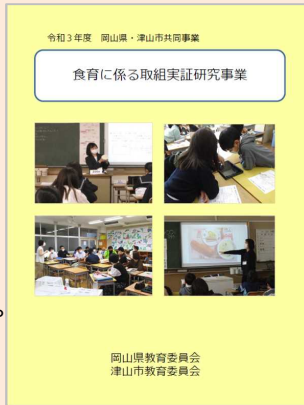 令和3年度　岡山県・津山市共同事業
食育に係る取組実証研究事業
岡山県教育委員会
津山市教育委員会